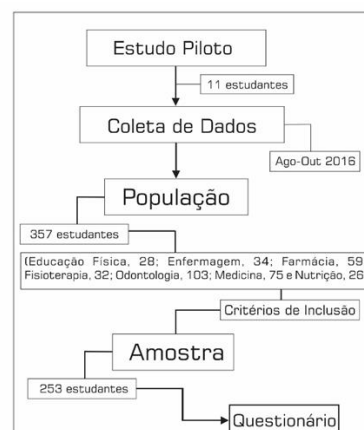 Estudo Piloto
11 estudantes
Coleta de Dados
Ago-Out 2016
População
357 estudantes
(Educação Física, 28; Enfermagem, 34; Farmácia, 59
Fisioterapia, 32; Odontologia, 103; Medicina, 75 e Nutrição, 26
Critérios de Inclusão
Amostra
253 estudantes
Questionário